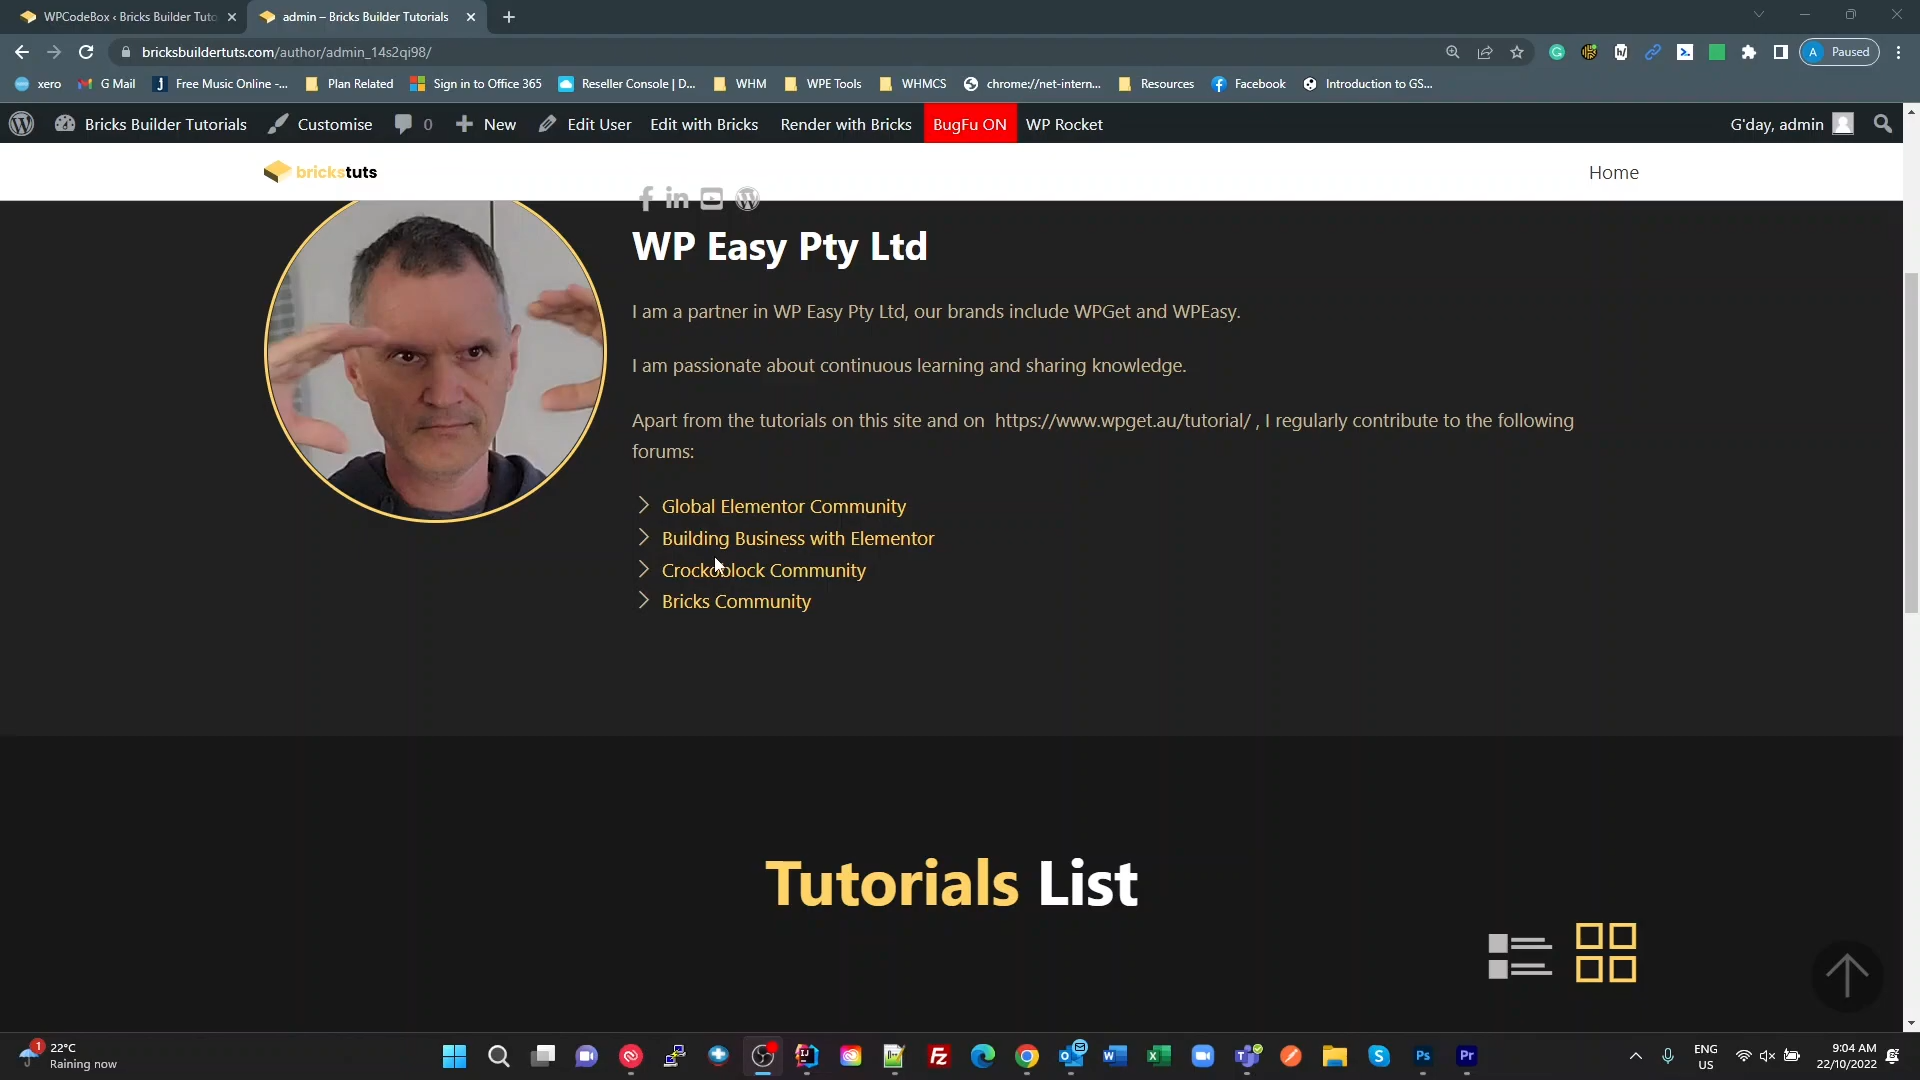 WPCodeBox ‹ Bricks Builder Tuto
admin – Bricks Builder Tutorials
bricksbuildertuts.com/author/admin_14s2qi98/
A Paused
xero
G Mail
Free Music Online -...
Plan Related
Sign in to Office 365
Reseller Console | D...
WHM
WPE Tools
WHMCS
chrome://net-intern...
Resources
Facebook
Introduction to GS...
Bricks Builder Tutorials
Customise
0
New
Edit User
Edit with Bricks
Render with Bricks
BugFu ON
WP Rocket
G'day, admin
brickstuts
Home
WP Easy Pty Ltd
I am a partner in WP Easy Pty Ltd, our brands include WPGet and WPEasy.
I am passionate about continuous learning and sharing knowledge.
Apart from the tutorials on this site and on https://www.wpget.au/tutorial/ , I regularly contribute to the following
forums:
Global Elementor Community
Building Business with Elementor
Crockoblock Community
Bricks Community
Tutorials List
1
22°C
Raining now
ENG
US
9:04 AM
22/10/2022